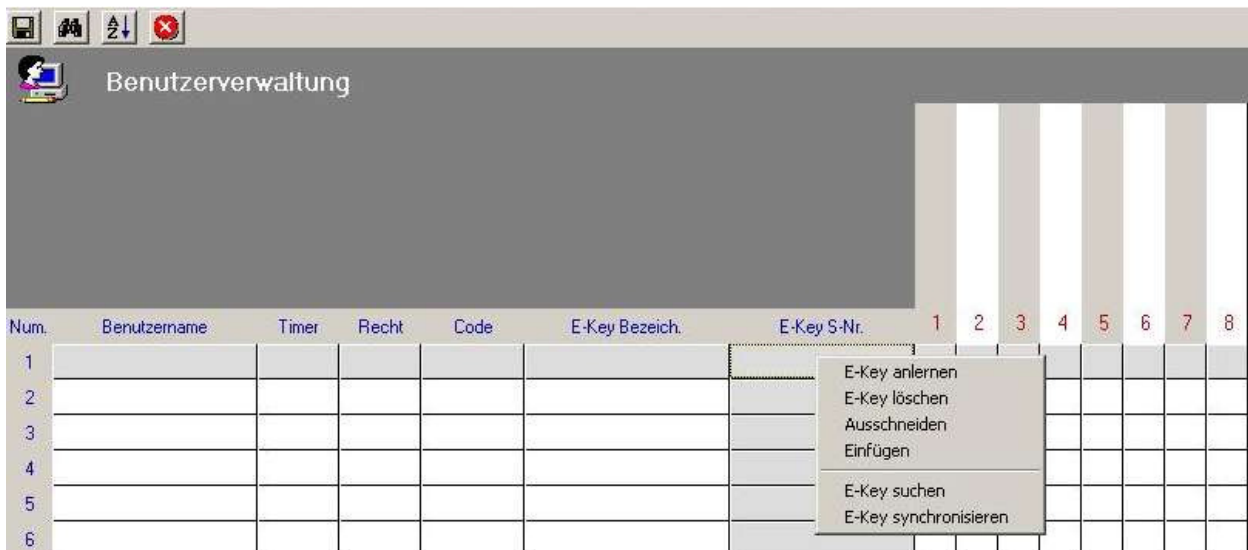 Benutzerverwaltung
Num. Benutzername Timer Recht Code E-Key Bezeich. E-Key S-Nr. 1 2 3 4 5 6 7 8
1
2
3
4
5
6
E-Key anlernen
E-Key löschen
Ausschneiden
Einfügen
E-Key suchen
E-Key synchronisieren